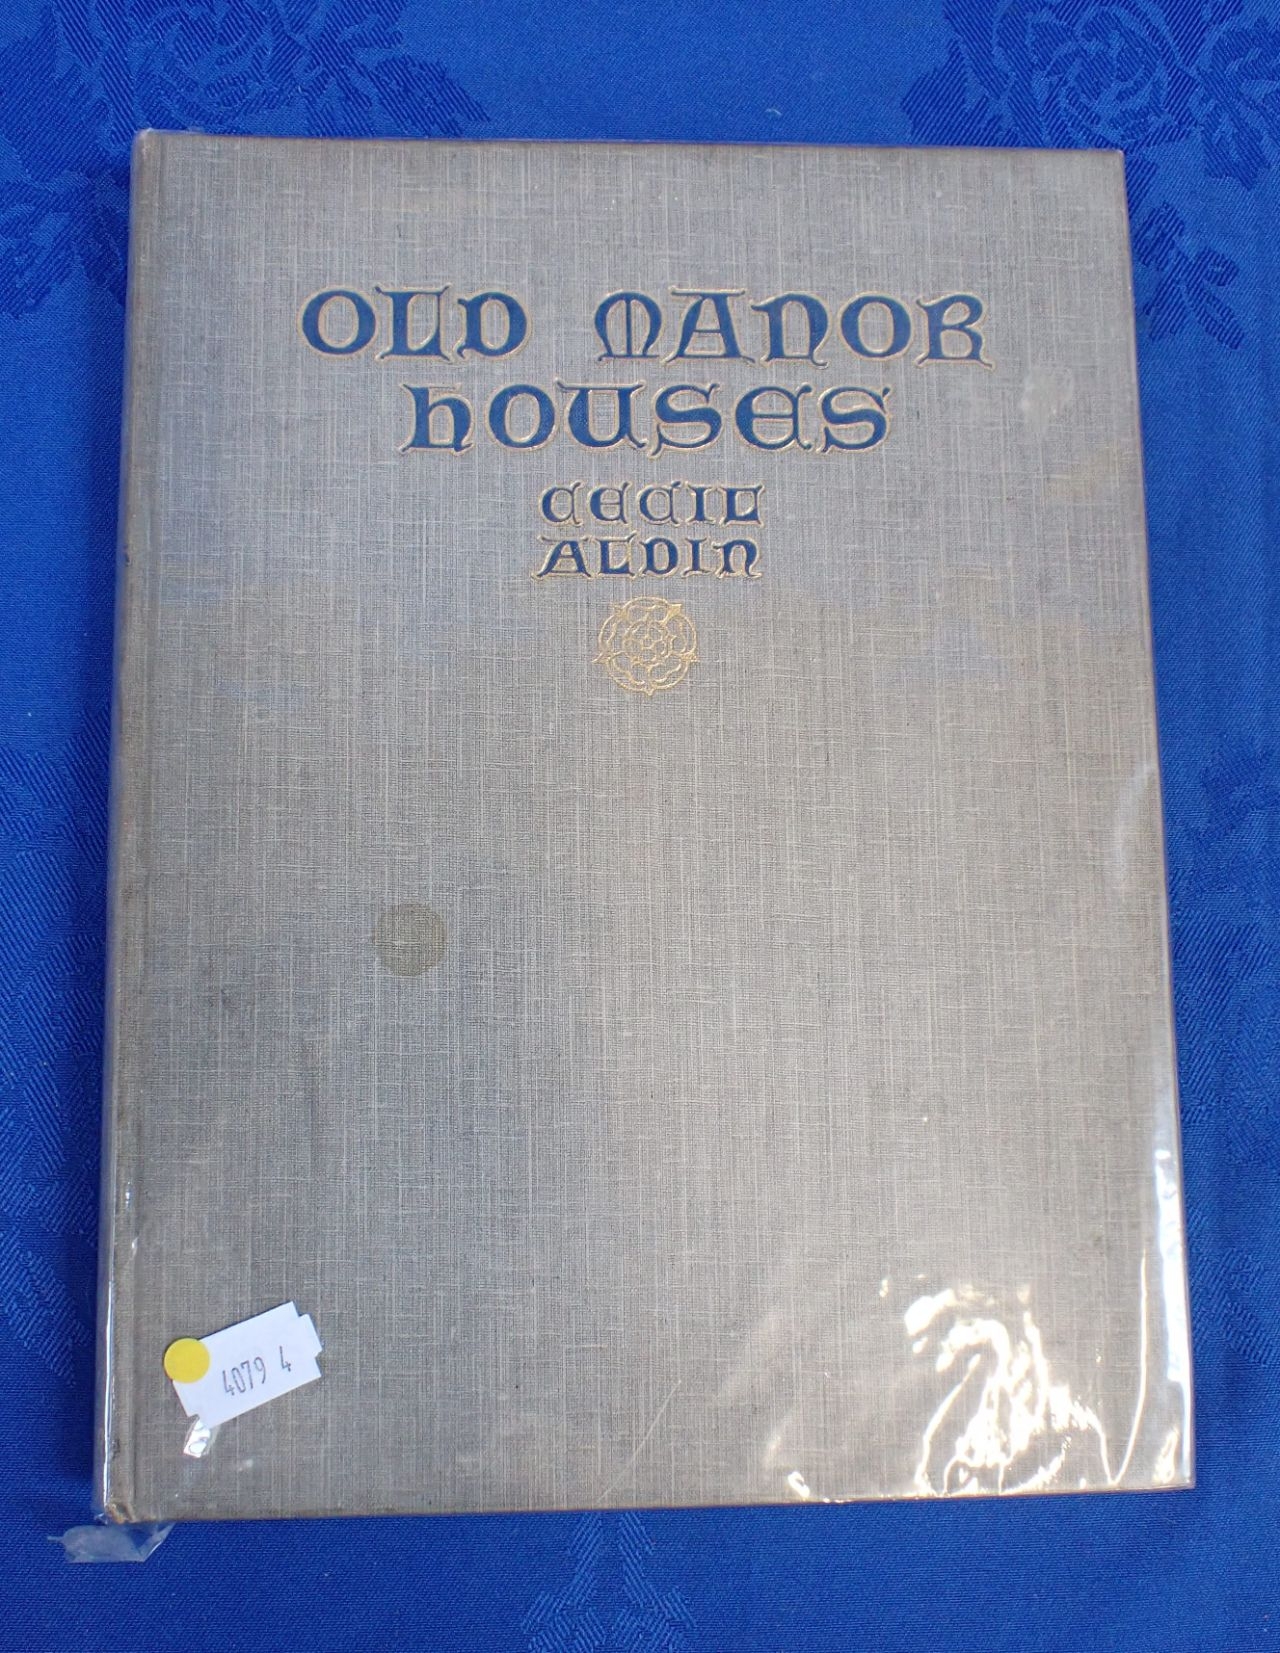 OLD MANOR
HOUSES
CECIL
ALDIN
4079 4